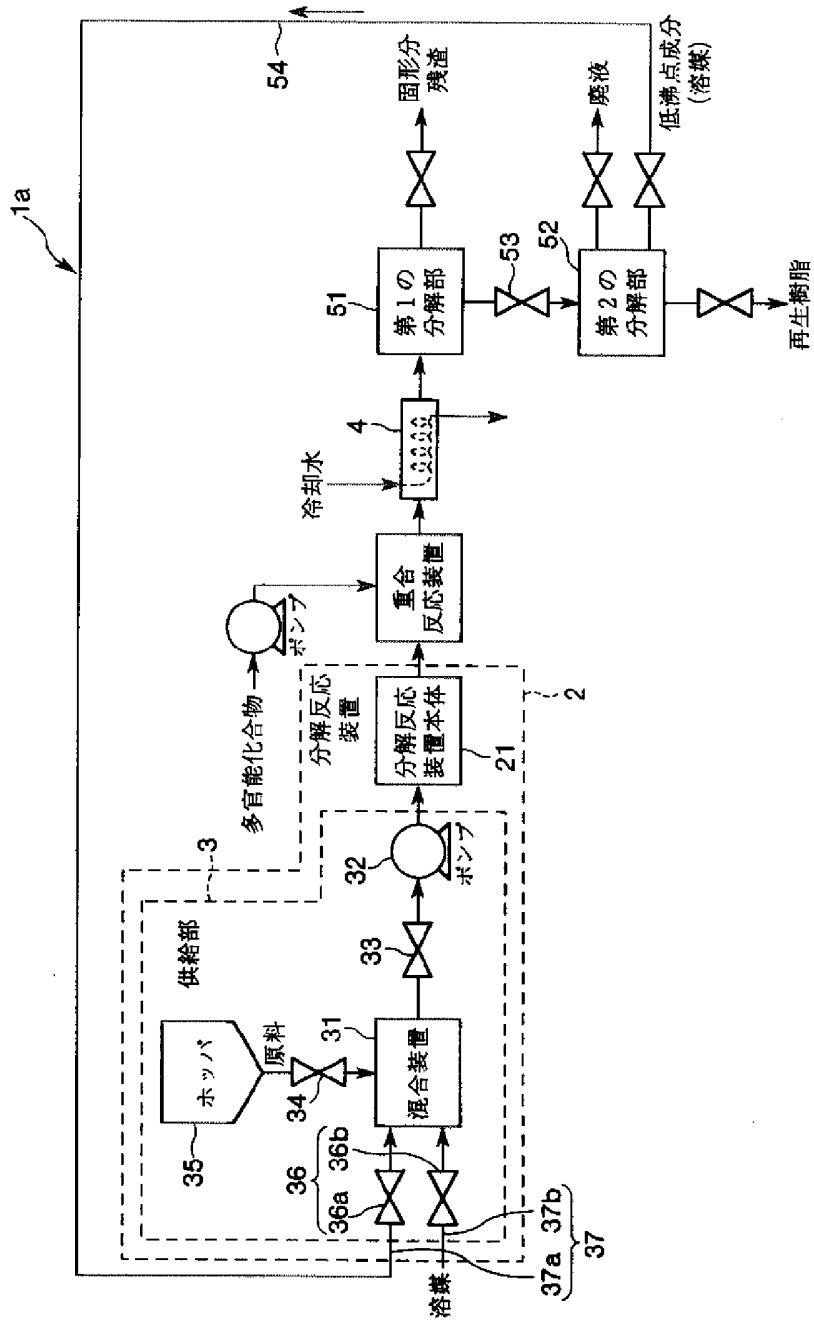 1a
54
供給部
3
ホッパ
35
原料
34
31
混合装置
36
36a
36b
溶媒
37a
37b
37
33
32
ポンプ
分解反応
装置
分解反応
装置本体
21
2
多官能化合物
ポンプ
重合
反応装置
冷却水
4
51
第1の
分解部
固形分
残渣
53
52
第2の
分解部
廃液
低沸点成分
(溶媒)
再生樹脂